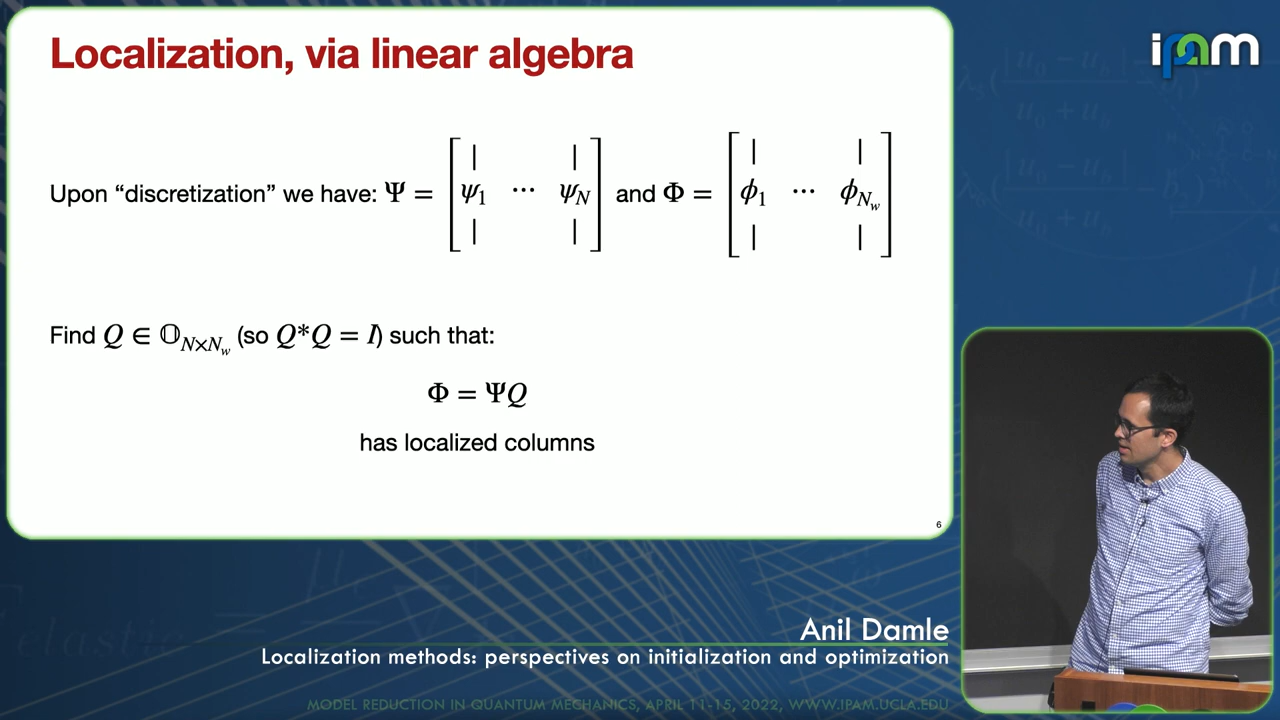 Localization, via linear algebra
ipam
Upon “discretization” we have: Ψ = [ψ₁ ⋯ ψ_N] and Φ = [ϕ₁ ⋯ ϕ_{N_w}]
Find Q ∈ 𝕆_{N×N_w} (so Q*Q = I) such that:
Φ = ΨQ
has localized columns
6
Anil Damle
Localization methods: perspectives on initialization and optimization
MODEL REDUCTION IN QUANTUM MECHANICS, APRIL 11-15, 2022, WWW.IPAM.UCLA.EDU